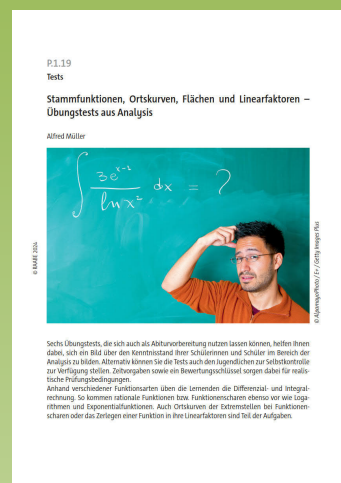 P.1.19
Tests
Stammfunktionen, Ortskurven, Flächen und Linearfaktoren –
Übungstests aus Analysis
Alfred Müller
∫ 3e^(x-1) / ln x² dx = ?
© RAABE 2024
© AlpamayoPhoto / E+ / Getty Images Plus
Sechs Übungstests, die sich auch als Abiturvorbereitung nutzen lassen können, helfen Ihnen
dabei, sich ein Bild über den Kenntnisstand Ihrer Schülerinnen und Schüler im Bereich der
Analysis zu bilden. Alternativ können Sie die Tests auch den Jugendlichen zur Selbstkontrolle
zur Verfügung stellen. Zeitvorgaben sowie ein Bewertungsschlüssel sorgen dabei für realis-
tische Prüfungsbedingungen.
Anhand verschiedener Funktionsarten üben die Lernenden die Differenzial- und Integral-
rechnung. So kommen rationale Funktionen bzw. Funktionenscharen ebenso vor wie Loga-
rithmen und Exponentialfunktionen. Auch Ortskurven der Extremstellen bei Funktionen-
scharen oder das Zerlegen einer Funktion in ihre Linearfaktoren sind Teil der Aufgaben.